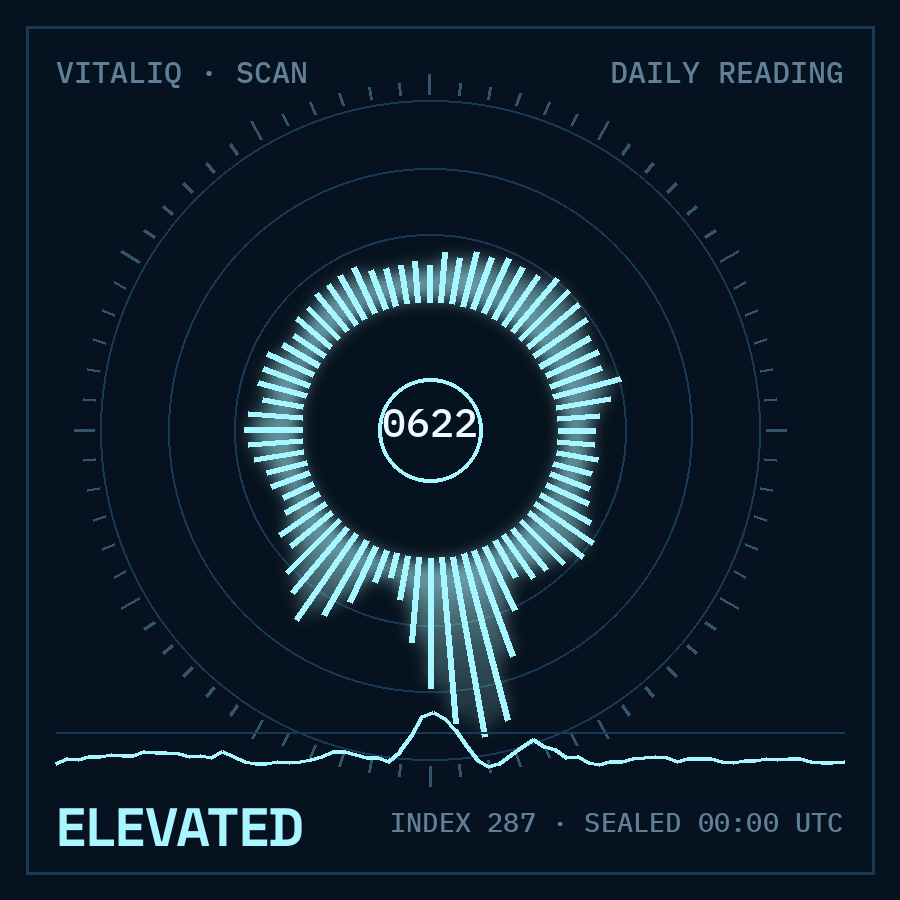 VITALIQ · SCAN
DAILY READING
0622
ELEVATED
INDEX 287 · SEALED 00:00 UTC